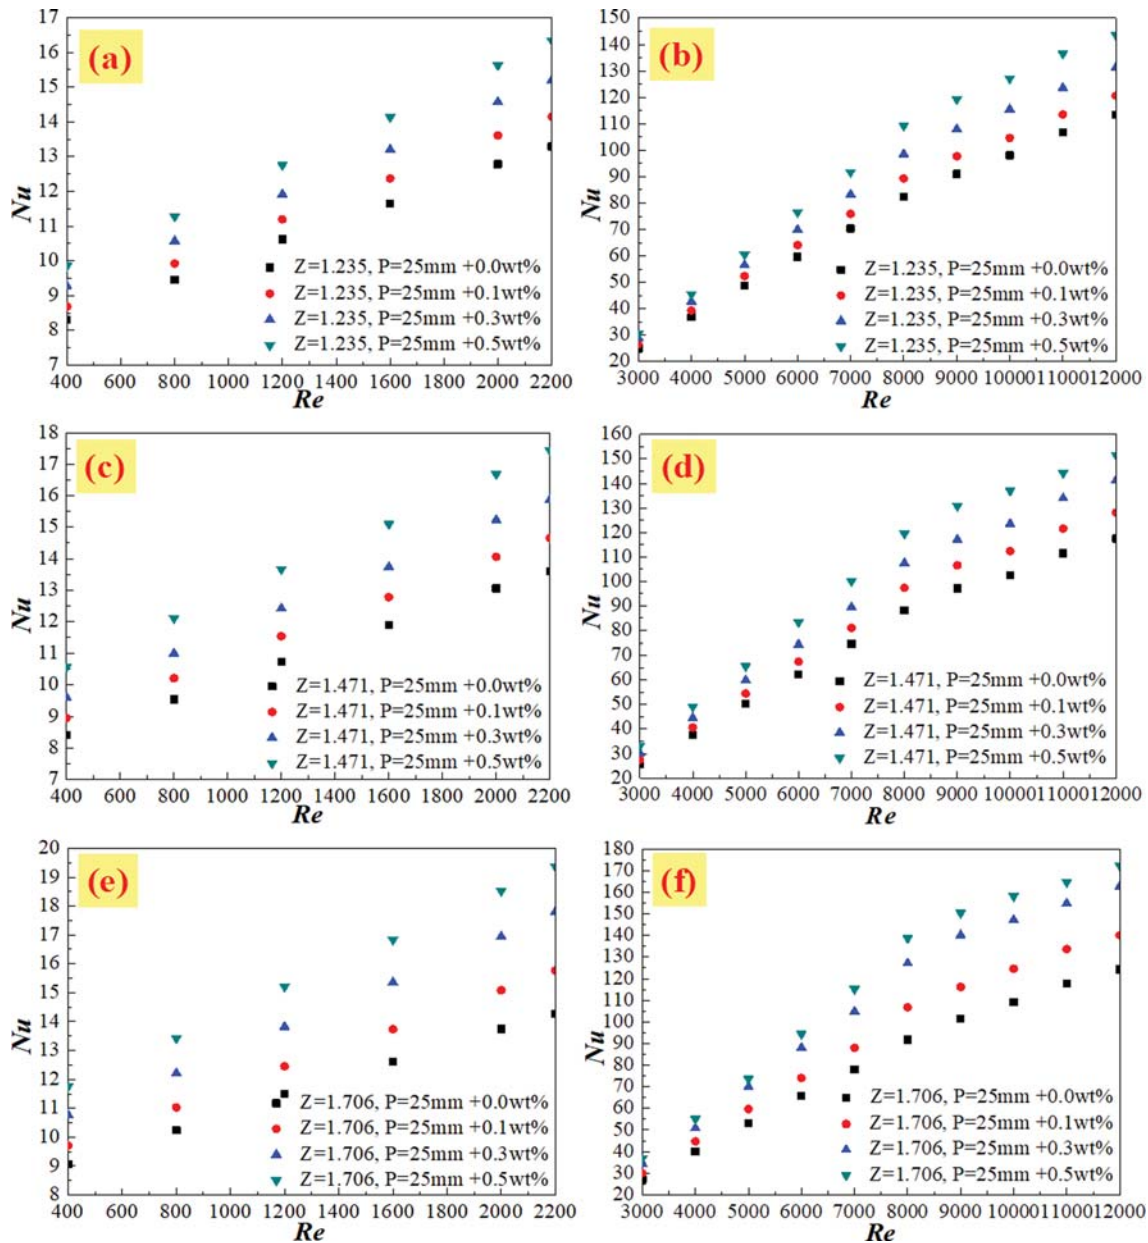 (a)
17
16
15
14
13
12
11
10
9
8
7
Nu
Z=1.235, P=25mm +0.0wt%
Z=1.235, P=25mm +0.1wt%
Z=1.235, P=25mm +0.3wt%
Z=1.235, P=25mm +0.5wt%
400 600 800 1000 1200 1400 1600 1800 2000 2200
Re
(b)
150
140
130
120
110
100
90
80
70
60
50
40
30
20
Nu
Z=1.235, P=25mm +0.0wt%
Z=1.235, P=25mm +0.1wt%
Z=1.235, P=25mm +0.3wt%
Z=1.235, P=25mm +0.5wt%
3000 4000 5000 6000 7000 8000 9000 10000 11000 12000
Re
(c)
18
17
16
15
14
13
12
11
10
9
8
7
Nu
Z=1.471, P=25mm +0.0wt%
Z=1.471, P=25mm +0.1wt%
Z=1.471, P=25mm +0.3wt%
Z=1.471, P=25mm +0.5wt%
400 600 800 1000 1200 1400 1600 1800 2000 2200
Re
(d)
160
150
140
130
120
110
100
90
80
70
60
50
40
30
20
Nu
Z=1.471, P=25mm +0.0wt%
Z=1.471, P=25mm +0.1wt%
Z=1.471, P=25mm +0.3wt%
Z=1.471, P=25mm +0.5wt%
3000 4000 5000 6000 7000 8000 9000 10000 11000 12000
Re
(e)
20
19
18
17
16
15
14
13
12
11
10
9
8
Nu
Z=1.706, P=25mm +0.0wt%
Z=1.706, P=25mm +0.1wt%
Z=1.706, P=25mm +0.3wt%
Z=1.706, P=25mm +0.5wt%
400 600 800 1000 1200 1400 1600 1800 2000 2200
Re
(f)
180
170
160
150
140
130
120
110
100
90
80
70
60
50
40
30
20
Nu
Z=1.706, P=25mm +0.0wt%
Z=1.706, P=25mm +0.1wt%
Z=1.706, P=25mm +0.3wt%
Z=1.706, P=25mm +0.5wt%
3000 4000 5000 6000 7000 8000 9000 10000 11000 12000
Re